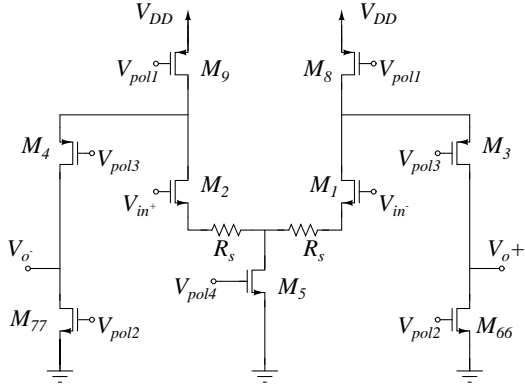 V_DD V_DD
V_pol1 M_9 M_8 V_pol1
M_4 V_pol3 V_pol3 M_3
M_2 M_1
V_in+ V_in-
R_s R_s
V_o- V_o+
V_pol4 M_5
M_77 V_pol2 V_pol2 M_66